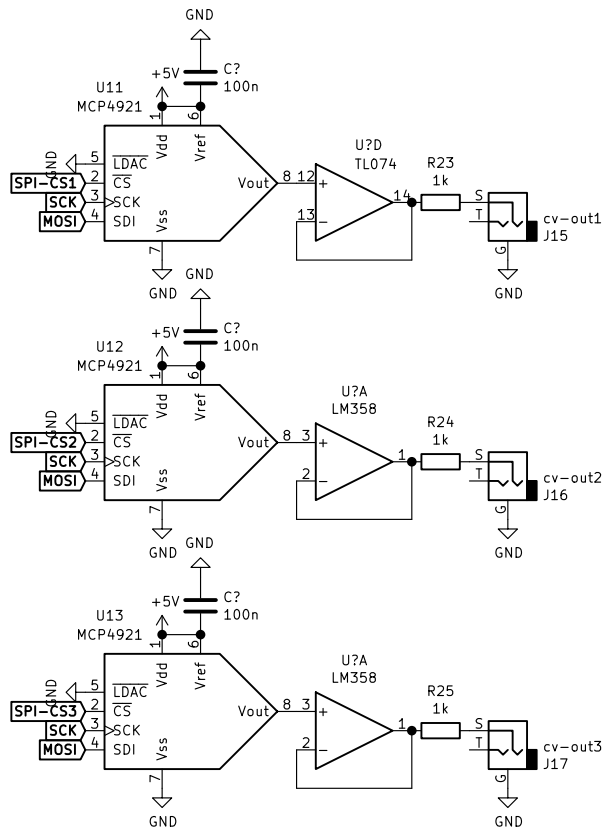 GND
+5V
C?
100n
U11
MCP4921
1
6
Vdd
Vref
GND
5
LDAC
SPI-CS1
2
CS
SCK
3
SCK
MOSI
4
SDI
Vss
7
GND
Vout
8
12
+
13
−
U?D
TL074
14
R23
1k
S
T
G
cv-out1
J15
GND
GND
+5V
C?
100n
U12
MCP4921
1
6
Vdd
Vref
GND
5
LDAC
SPI-CS2
2
CS
SCK
3
SCK
MOSI
4
SDI
Vss
7
GND
Vout
8
3
+
2
−
U?A
LM358
1
R24
1k
S
T
G
cv-out2
J16
GND
GND
+5V
C?
100n
U13
MCP4921
1
6
Vdd
Vref
GND
5
LDAC
SPI-CS3
2
CS
SCK
3
SCK
MOSI
4
SDI
Vss
7
GND
Vout
8
3
+
2
−
U?A
LM358
1
R25
1k
S
T
G
cv-out3
J17
GND